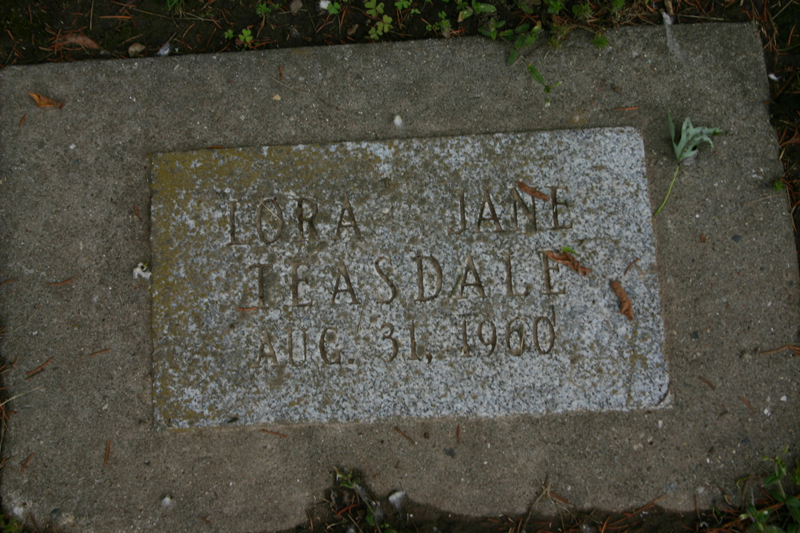 LORA JANE
TEASDALE
AUG. 31, 1960